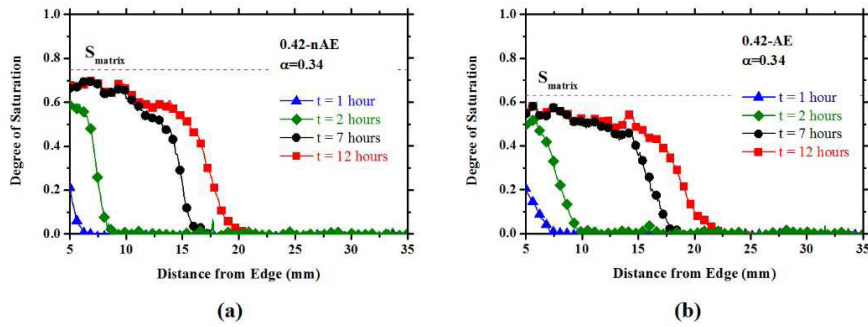 1.0
0.8
0.6
0.4
0.2
0.0
Degree of Saturation
S matrix
0.42-nAE
α=0.34
t = 1 hour
t = 2 hours
t = 7 hours
t = 12 hours
5 10 15 20 25 30 35
Distance from Edge (mm)
(a)
1.0
0.8
0.6
0.4
0.2
0.0
Degree of Saturation
S matrix
0.42-AE
α=0.34
t = 1 hour
t = 2 hours
t = 7 hours
t = 12 hours
5 10 15 20 25 30 35
Distance from Edge (mm)
(b)